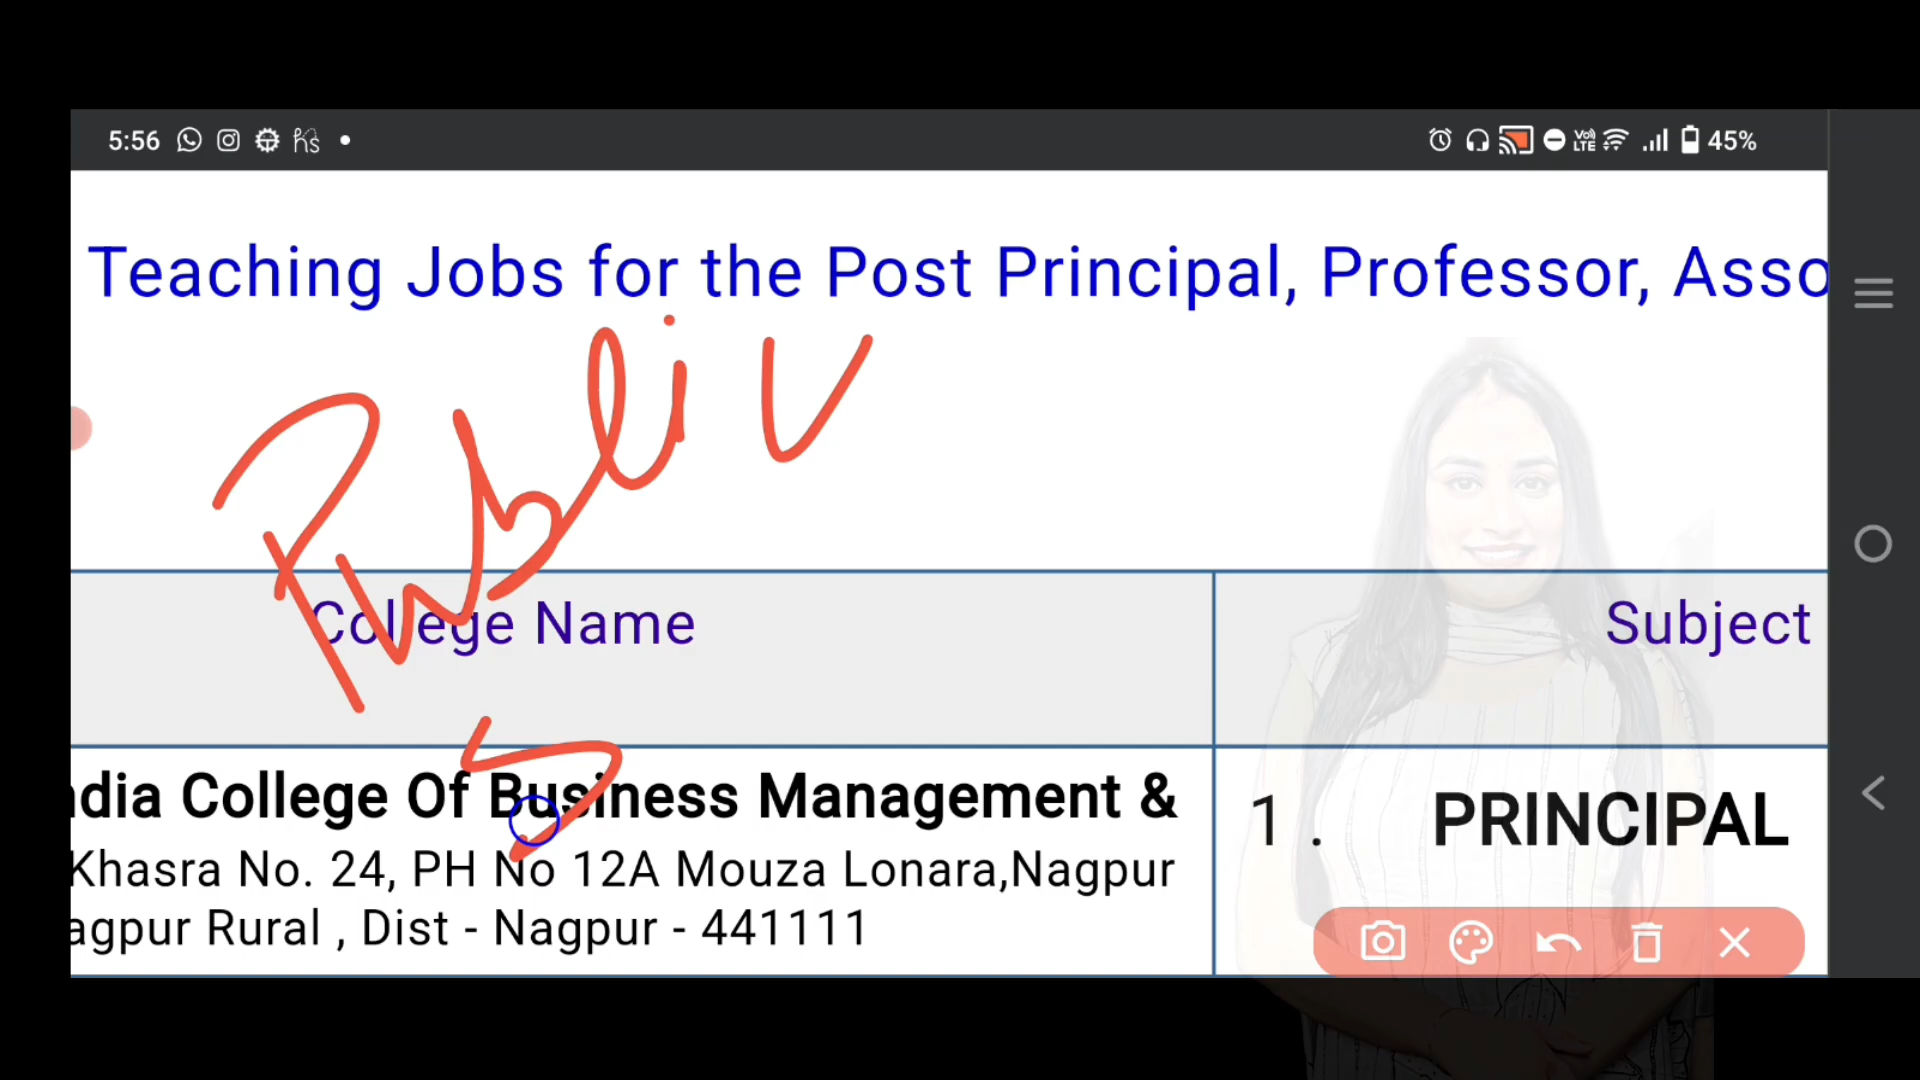 5:56 45%
Teaching Jobs for the Post Principal, Professor, Asso
Public
College Name Subject
ndia College Of Business Management & 1. PRINCIPAL
Khasra No. 24, PH No 12A Mouza Lonara,Nagpur
agpur Rural , Dist - Nagpur - 441111